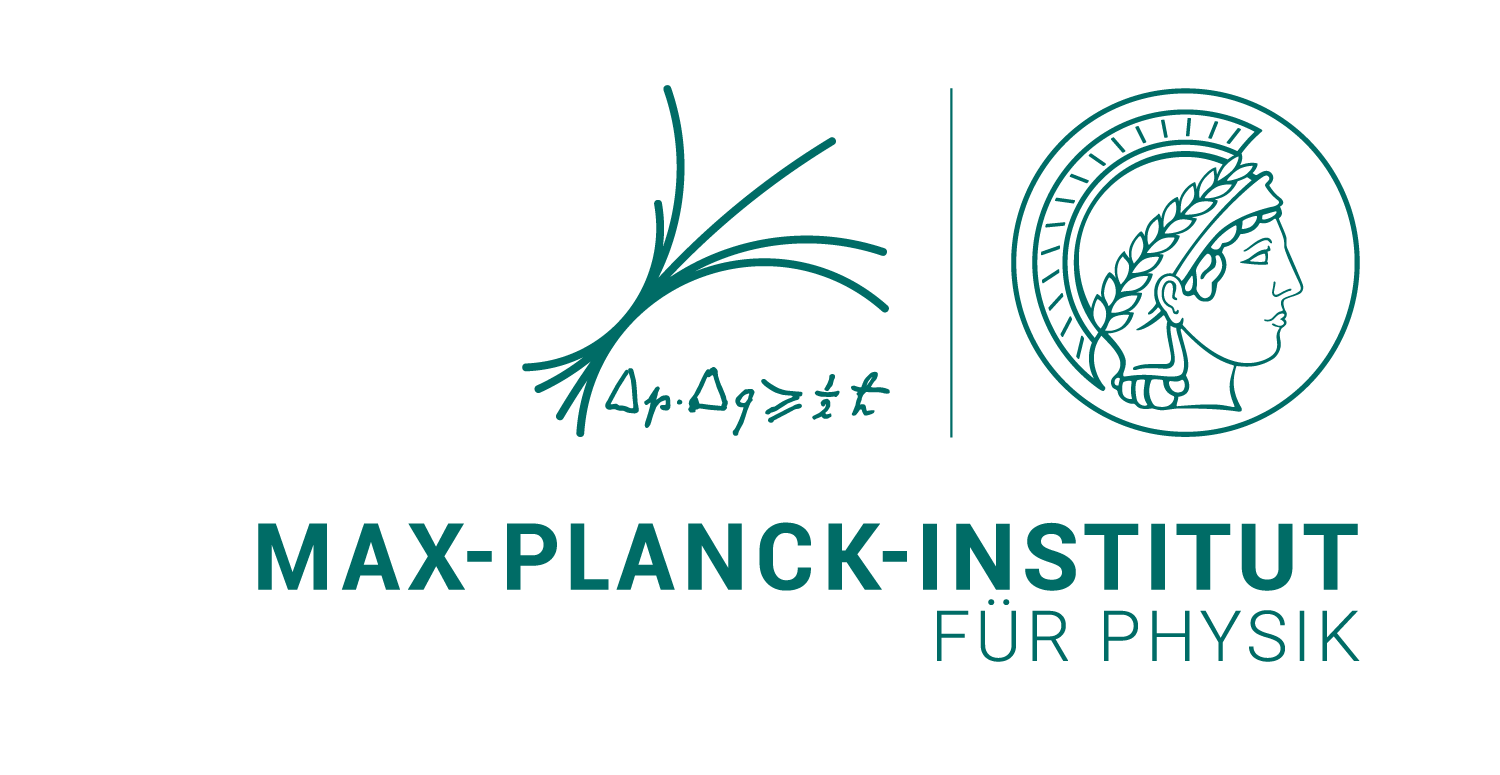 Δp·Δq⩾½ℏ
MAX-PLANCK-INSTITUT
FÜR PHYSIK